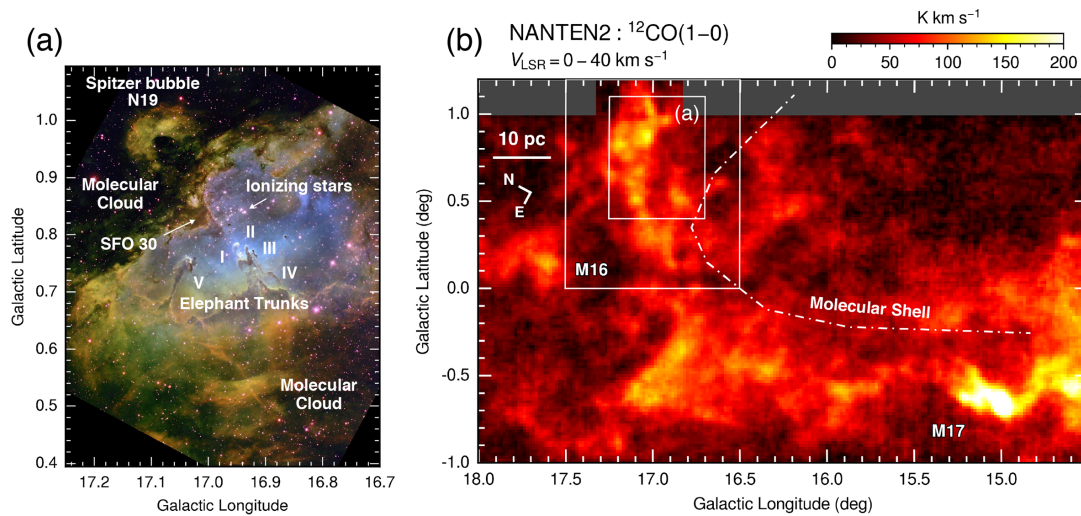 (a)
Spitzer bubble
N19
Molecular
Cloud
Ionizing stars
SFO 30
I
II
III
IV
V
Elephant Trunks
Molecular
Cloud
Galactic Latitude
1.0
0.9
0.8
0.7
0.6
0.5
0.4
17.2 17.1 17.0 16.9 16.8 16.7
Galactic Longitude
(b)
NANTEN2 : ¹²CO(1–0)
V_LSR = 0 – 40 km s⁻¹
K km s⁻¹
0 50 100 150 200
(a)
10 pc
N
E
M16
Molecular Shell
M17
Galactic Latitude (deg)
1.0
0.5
0.0
-0.5
-1.0
18.0 17.5 17.0 16.5 16.0 15.5 15.0
Galactic Longitude (deg)